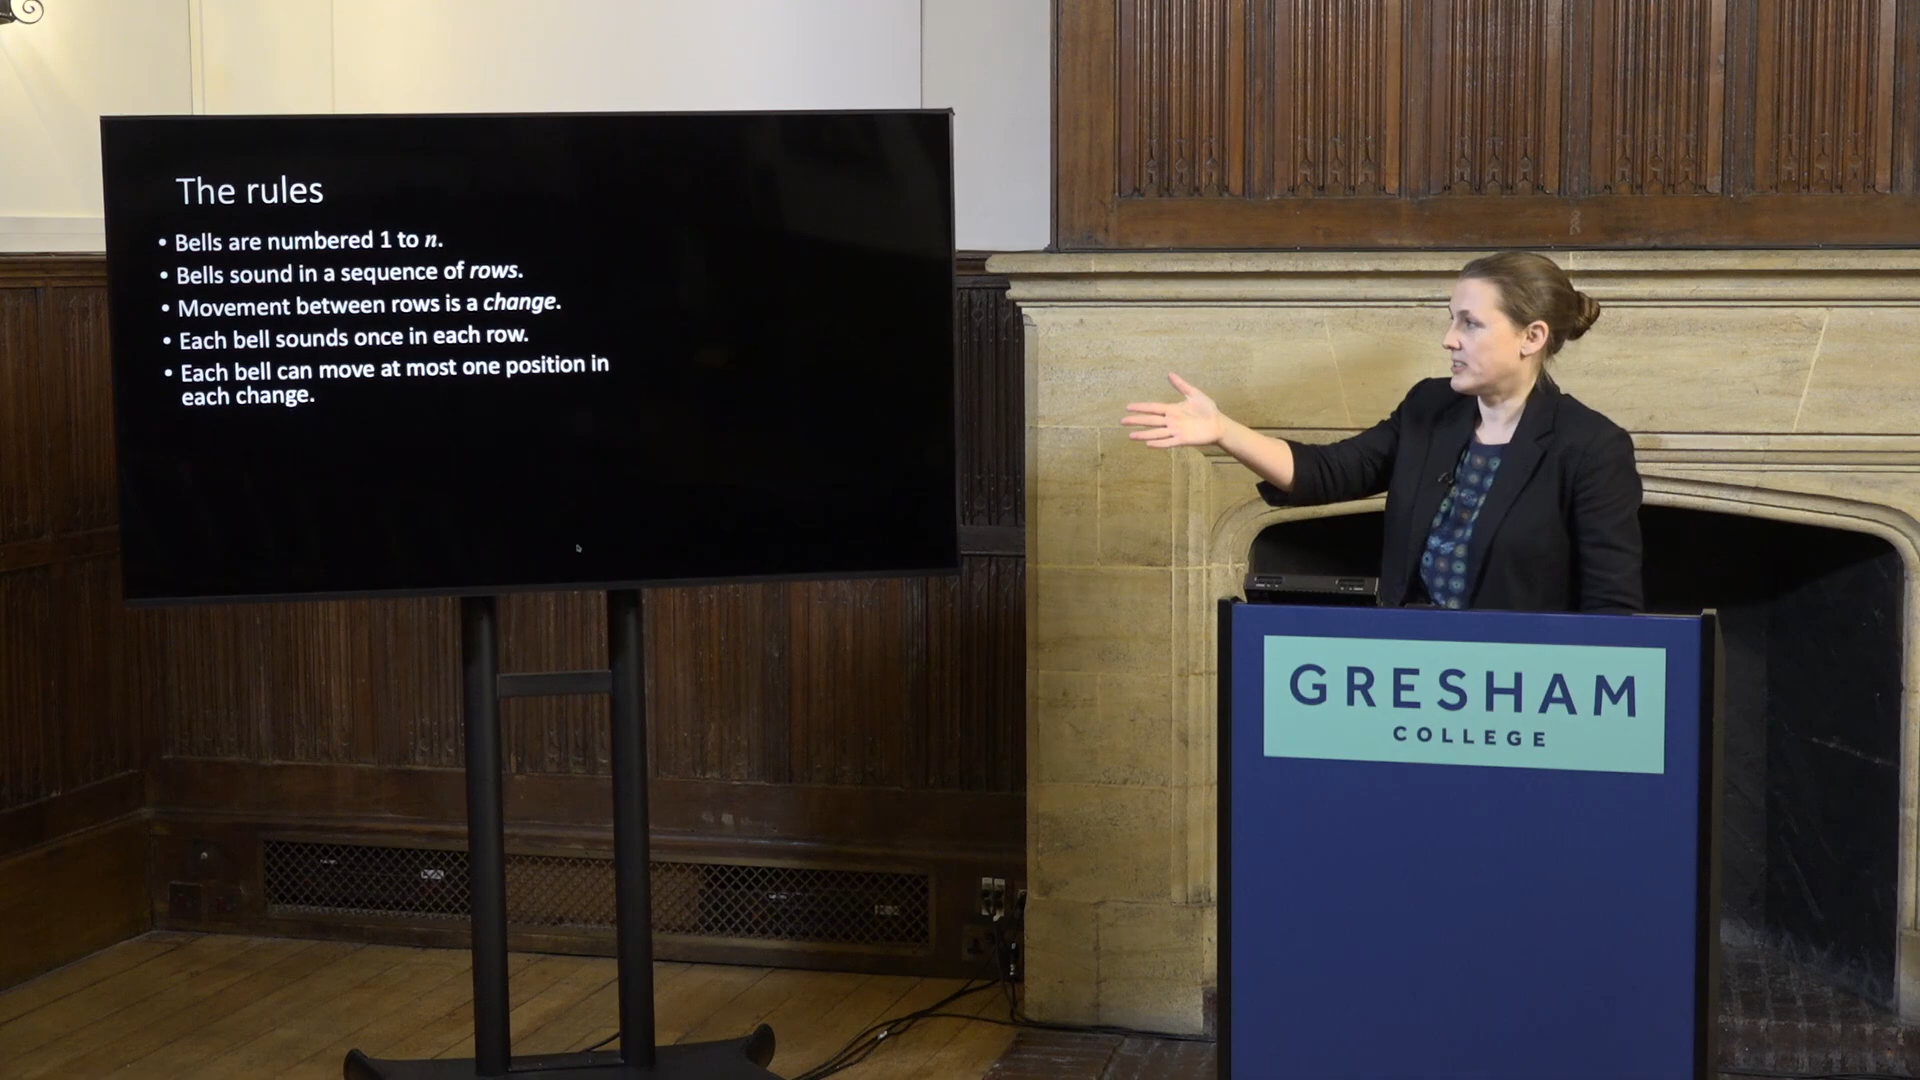 The rules
• Bells are numbered 1 to n.
• Bells sound in a sequence of rows.
• Movement between rows is a change.
• Each bell sounds once in each row.
• Each bell can move at most one position in
each change.
GRESHAM
COLLEGE